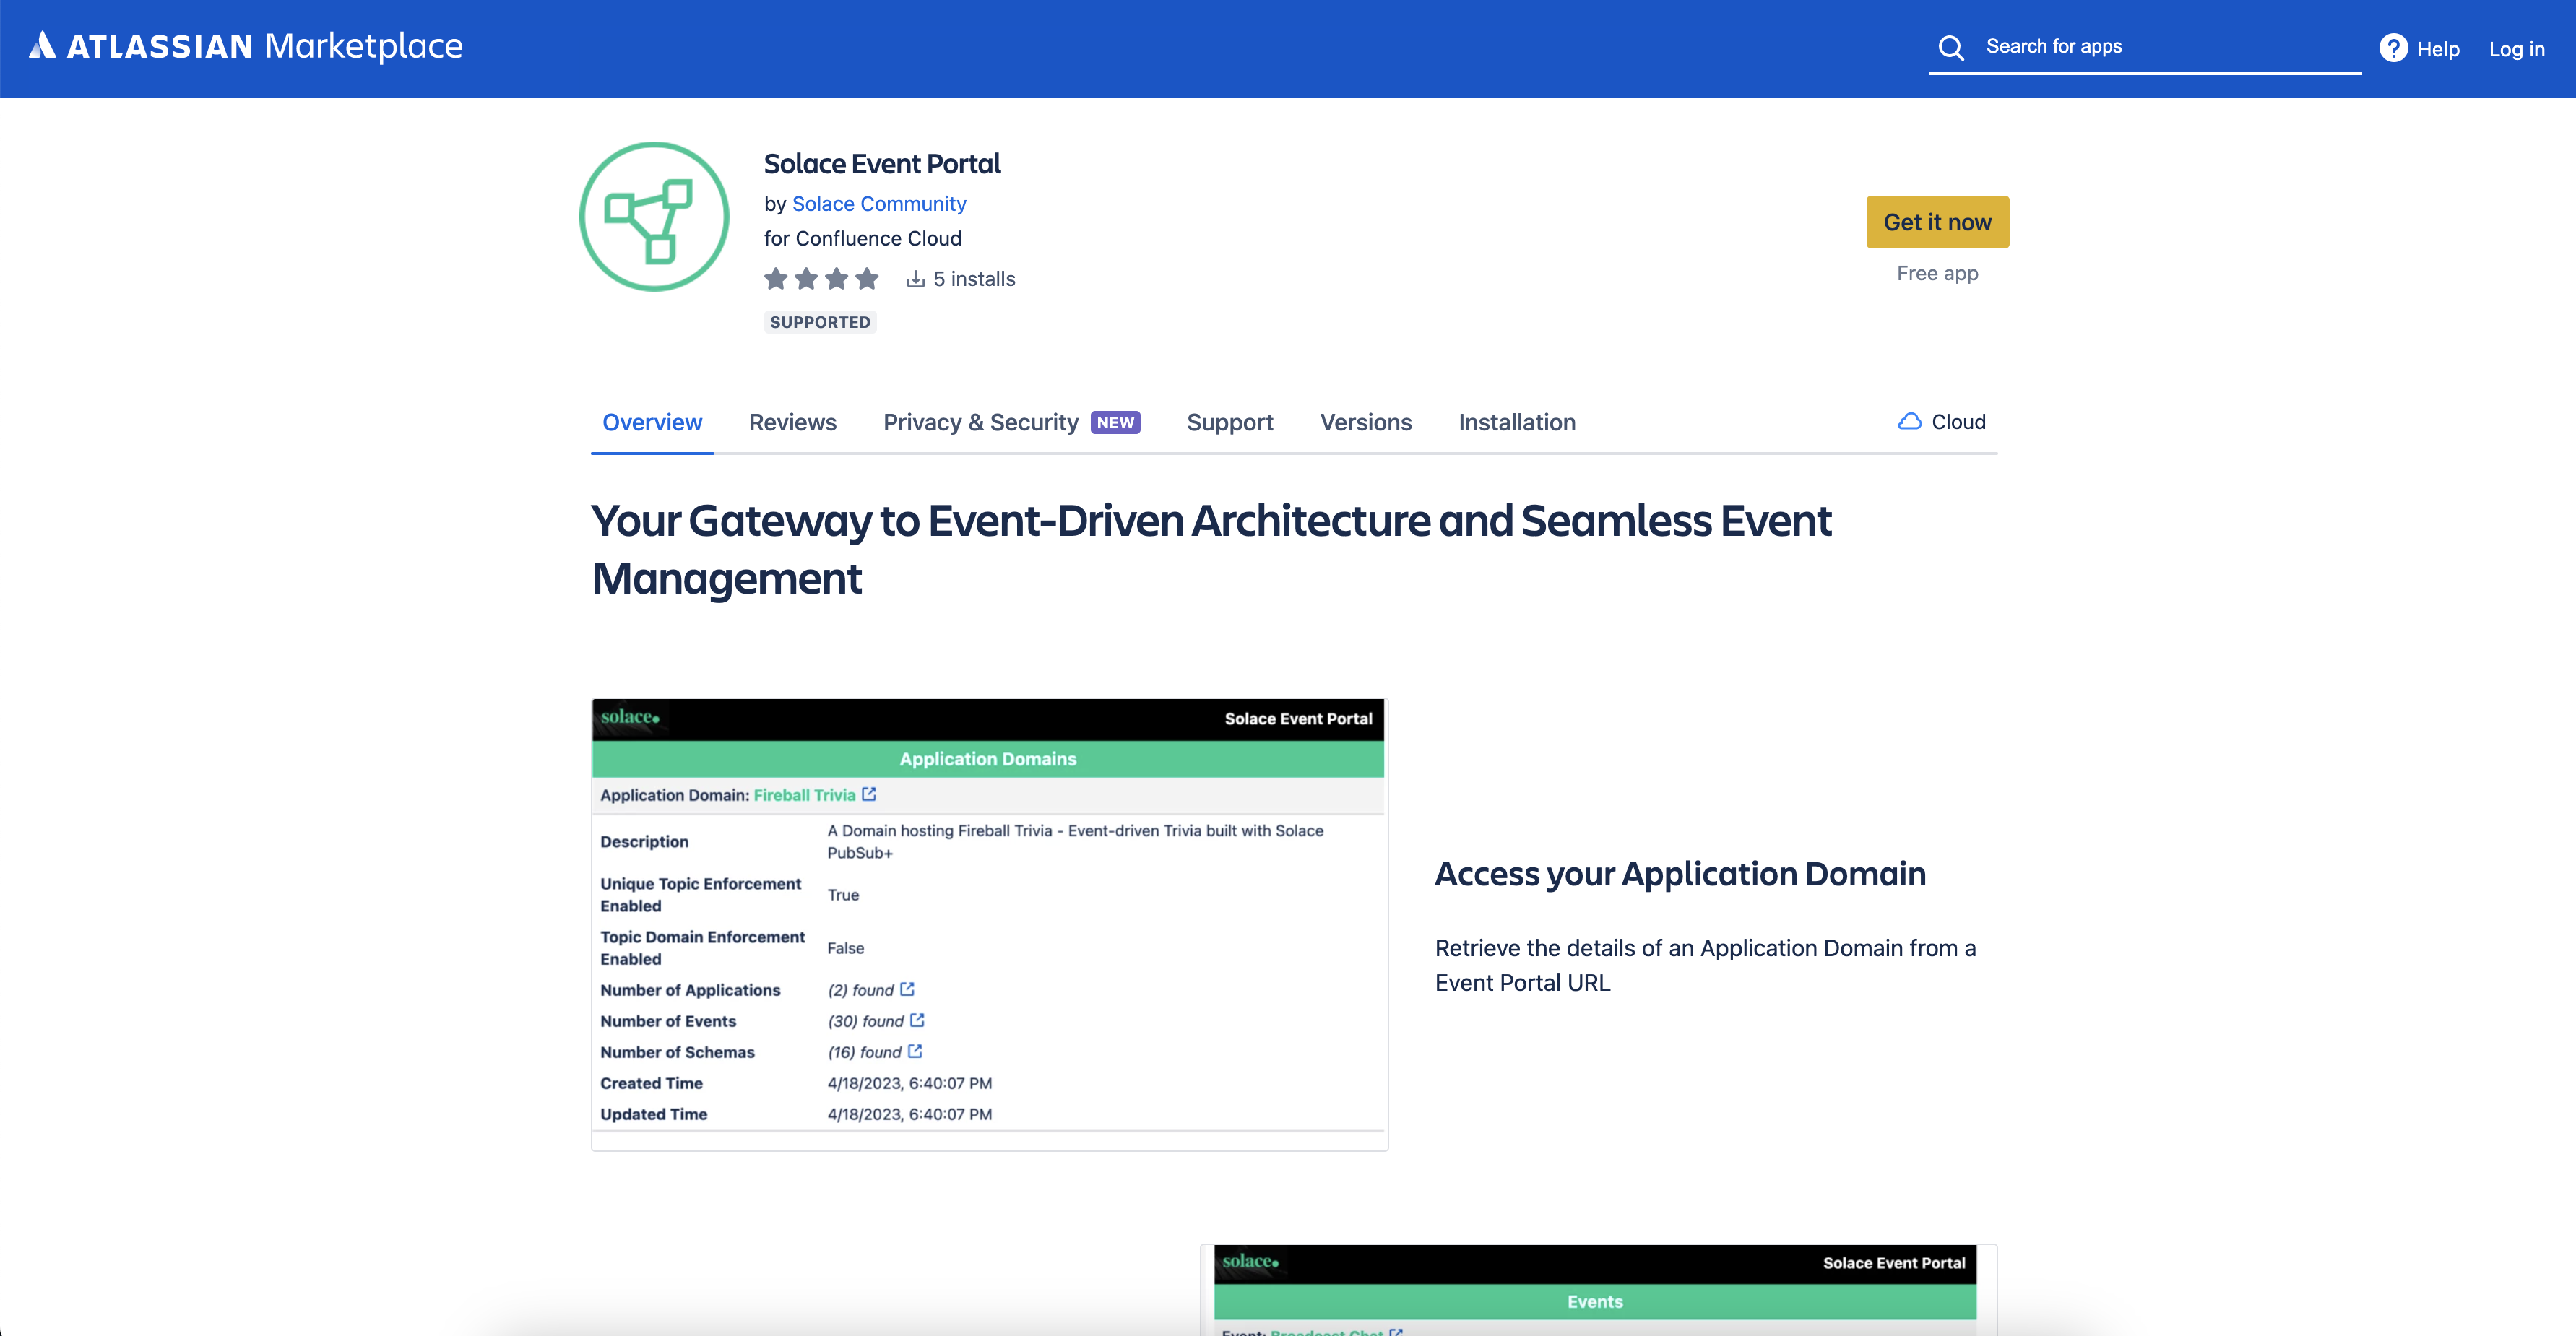 ATLASSIAN Marketplace
Search for apps
? Help
Log in
Solace Event Portal
by Solace Community
for Confluence Cloud
5 installs
SUPPORTED
Get it now
Free app
Overview
Reviews
Privacy & Security NEW
Support
Versions
Installation
Cloud
Your Gateway to Event-Driven Architecture and Seamless Event
Management
solace.
Solace Event Portal
Application Domains
Application Domain: Fireball Trivia
Description
A Domain hosting Fireball Trivia - Event-driven Trivia built with Solace
PubSub+
Unique Topic Enforcement
Enabled
True
Topic Domain Enforcement
Enabled
False
Number of Applications (2) found
Number of Events (30) found
Number of Schemas (16) found
Created Time 4/18/2023, 6:40:07 PM
Updated Time 4/18/2023, 6:40:07 PM
Access your Application Domain
Retrieve the details of an Application Domain from a
Event Portal URL
solace.
Solace Event Portal
Events
Event: Broadcast Chat